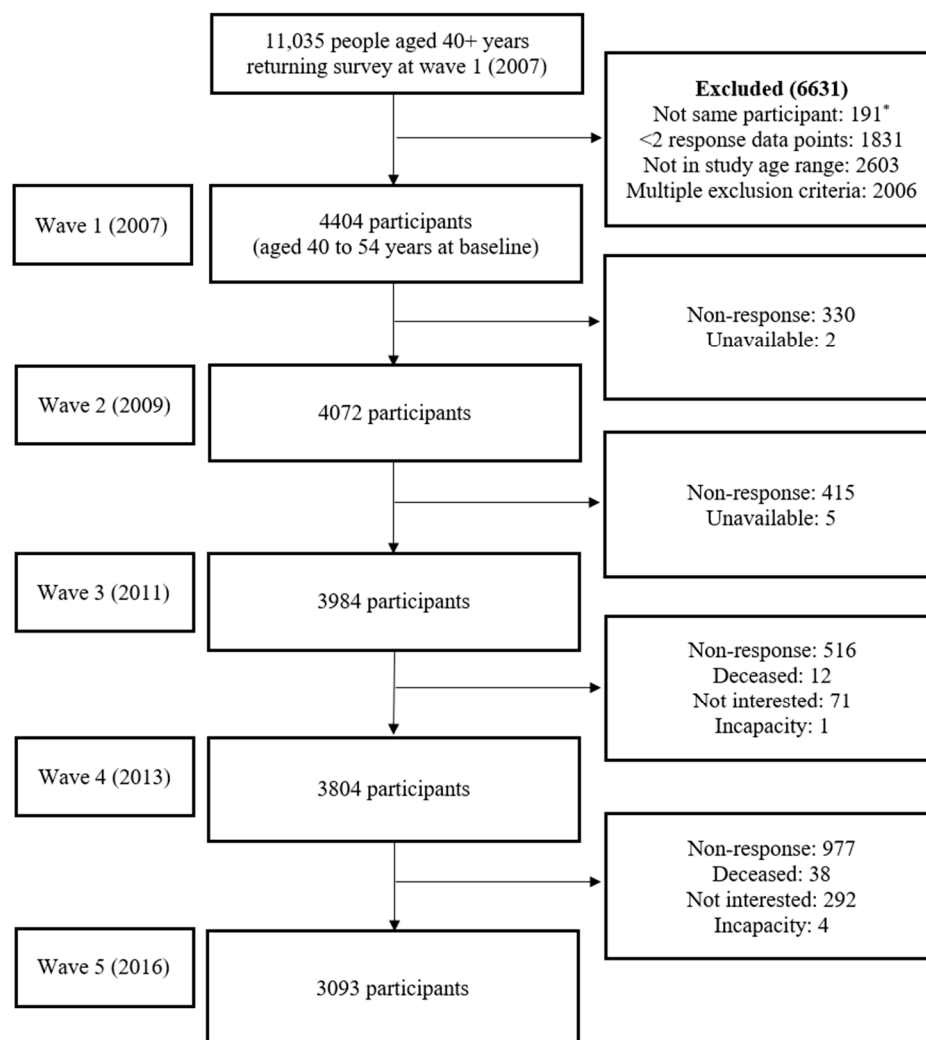 11,035 people aged 40+ years
returning survey at wave 1 (2007)
Excluded (6631)
Not same participant: 191*
<2 response data points: 1831
Not in study age range: 2603
Multiple exclusion criteria: 2006
Wave 1 (2007)
4404 participants
(aged 40 to 54 years at baseline)
Non-response: 330
Unavailable: 2
Wave 2 (2009)
4072 participants
Non-response: 415
Unavailable: 5
Wave 3 (2011)
3984 participants
Non-response: 516
Deceased: 12
Not interested: 71
Incapacity: 1
Wave 4 (2013)
3804 participants
Non-response: 977
Deceased: 38
Not interested: 292
Incapacity: 4
Wave 5 (2016)
3093 participants